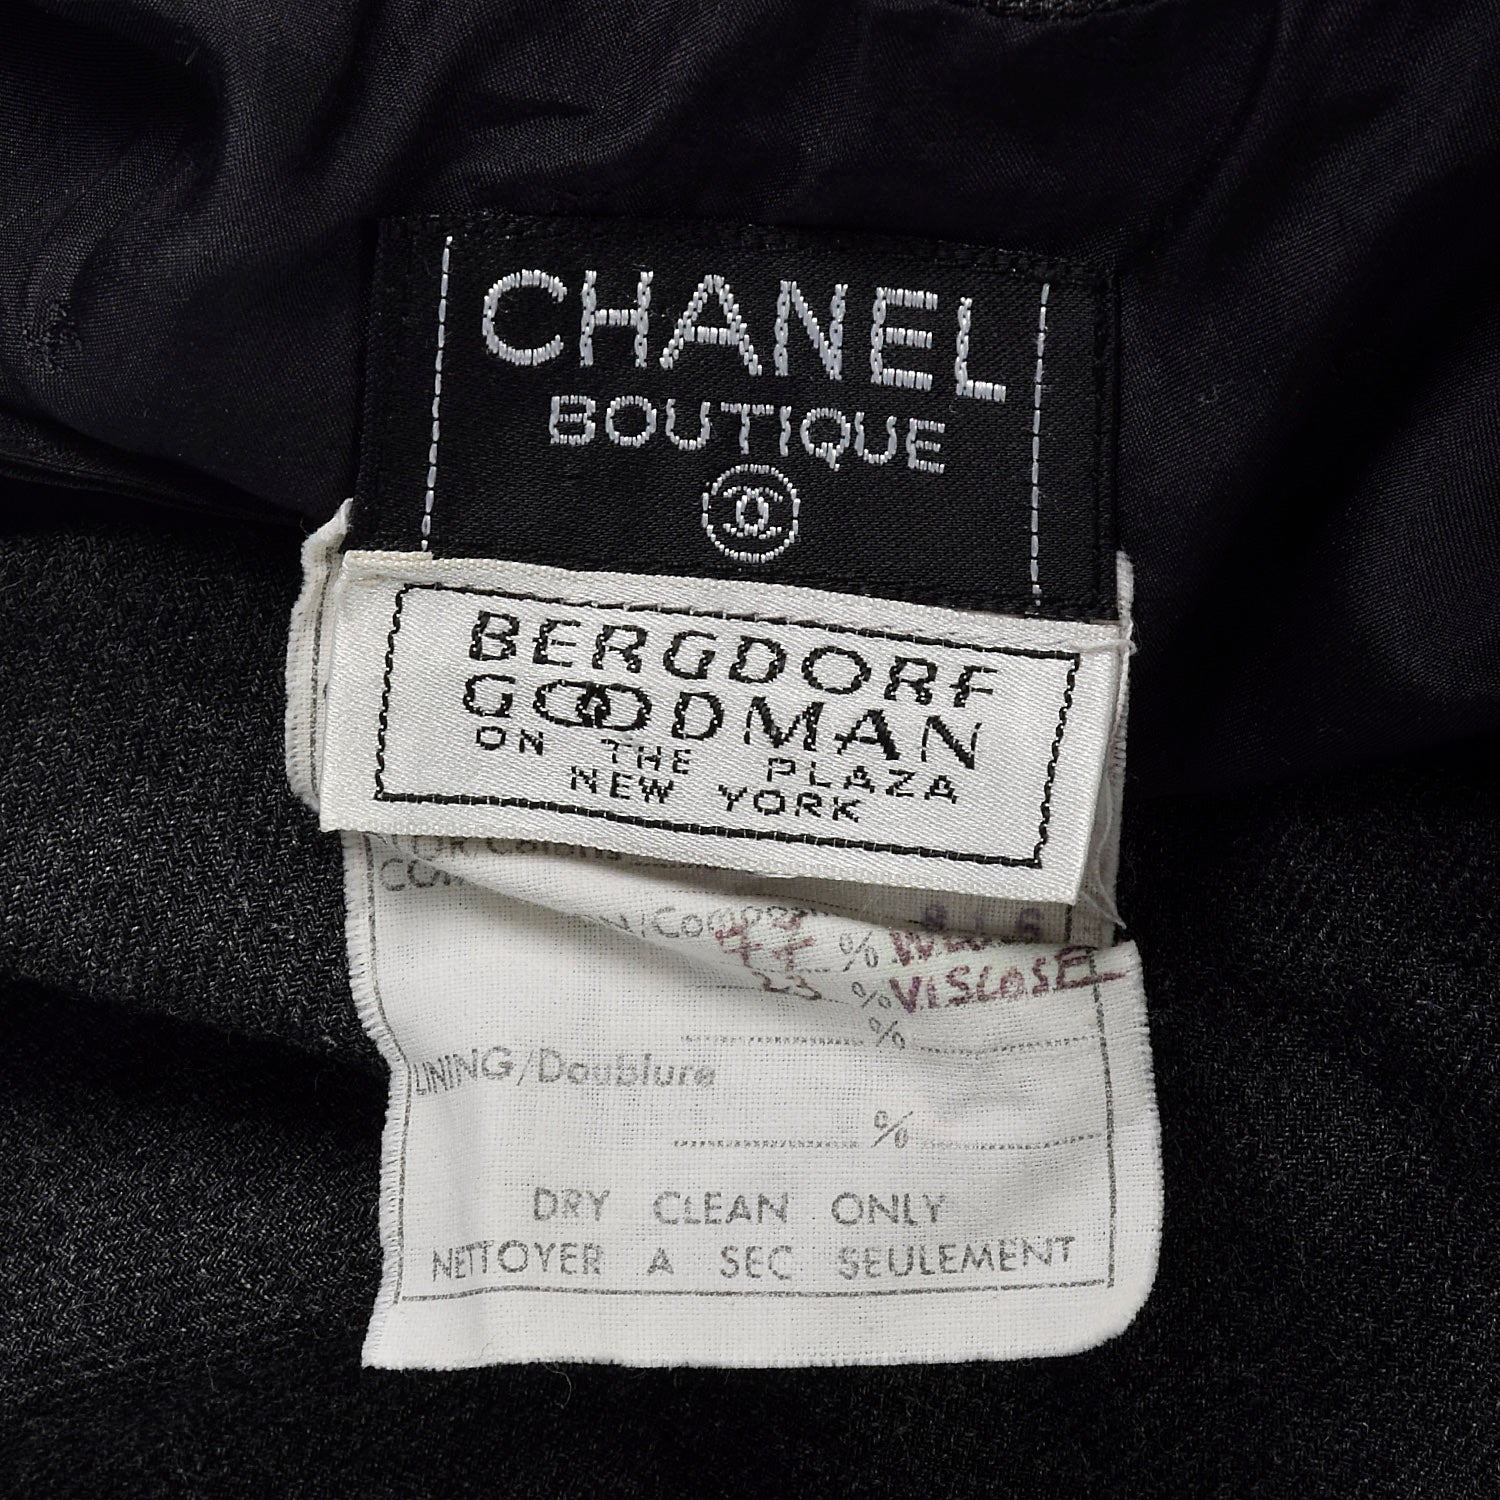 CHANEL
BOUTIQUE
BERGDORF
GOODMAN
ON THE PLAZA
NEW YORK
% 
% VISCOSE
%
LINING/Doublure
%
DRY CLEAN ONLY
NETTOYER A SEC SEULEMENT